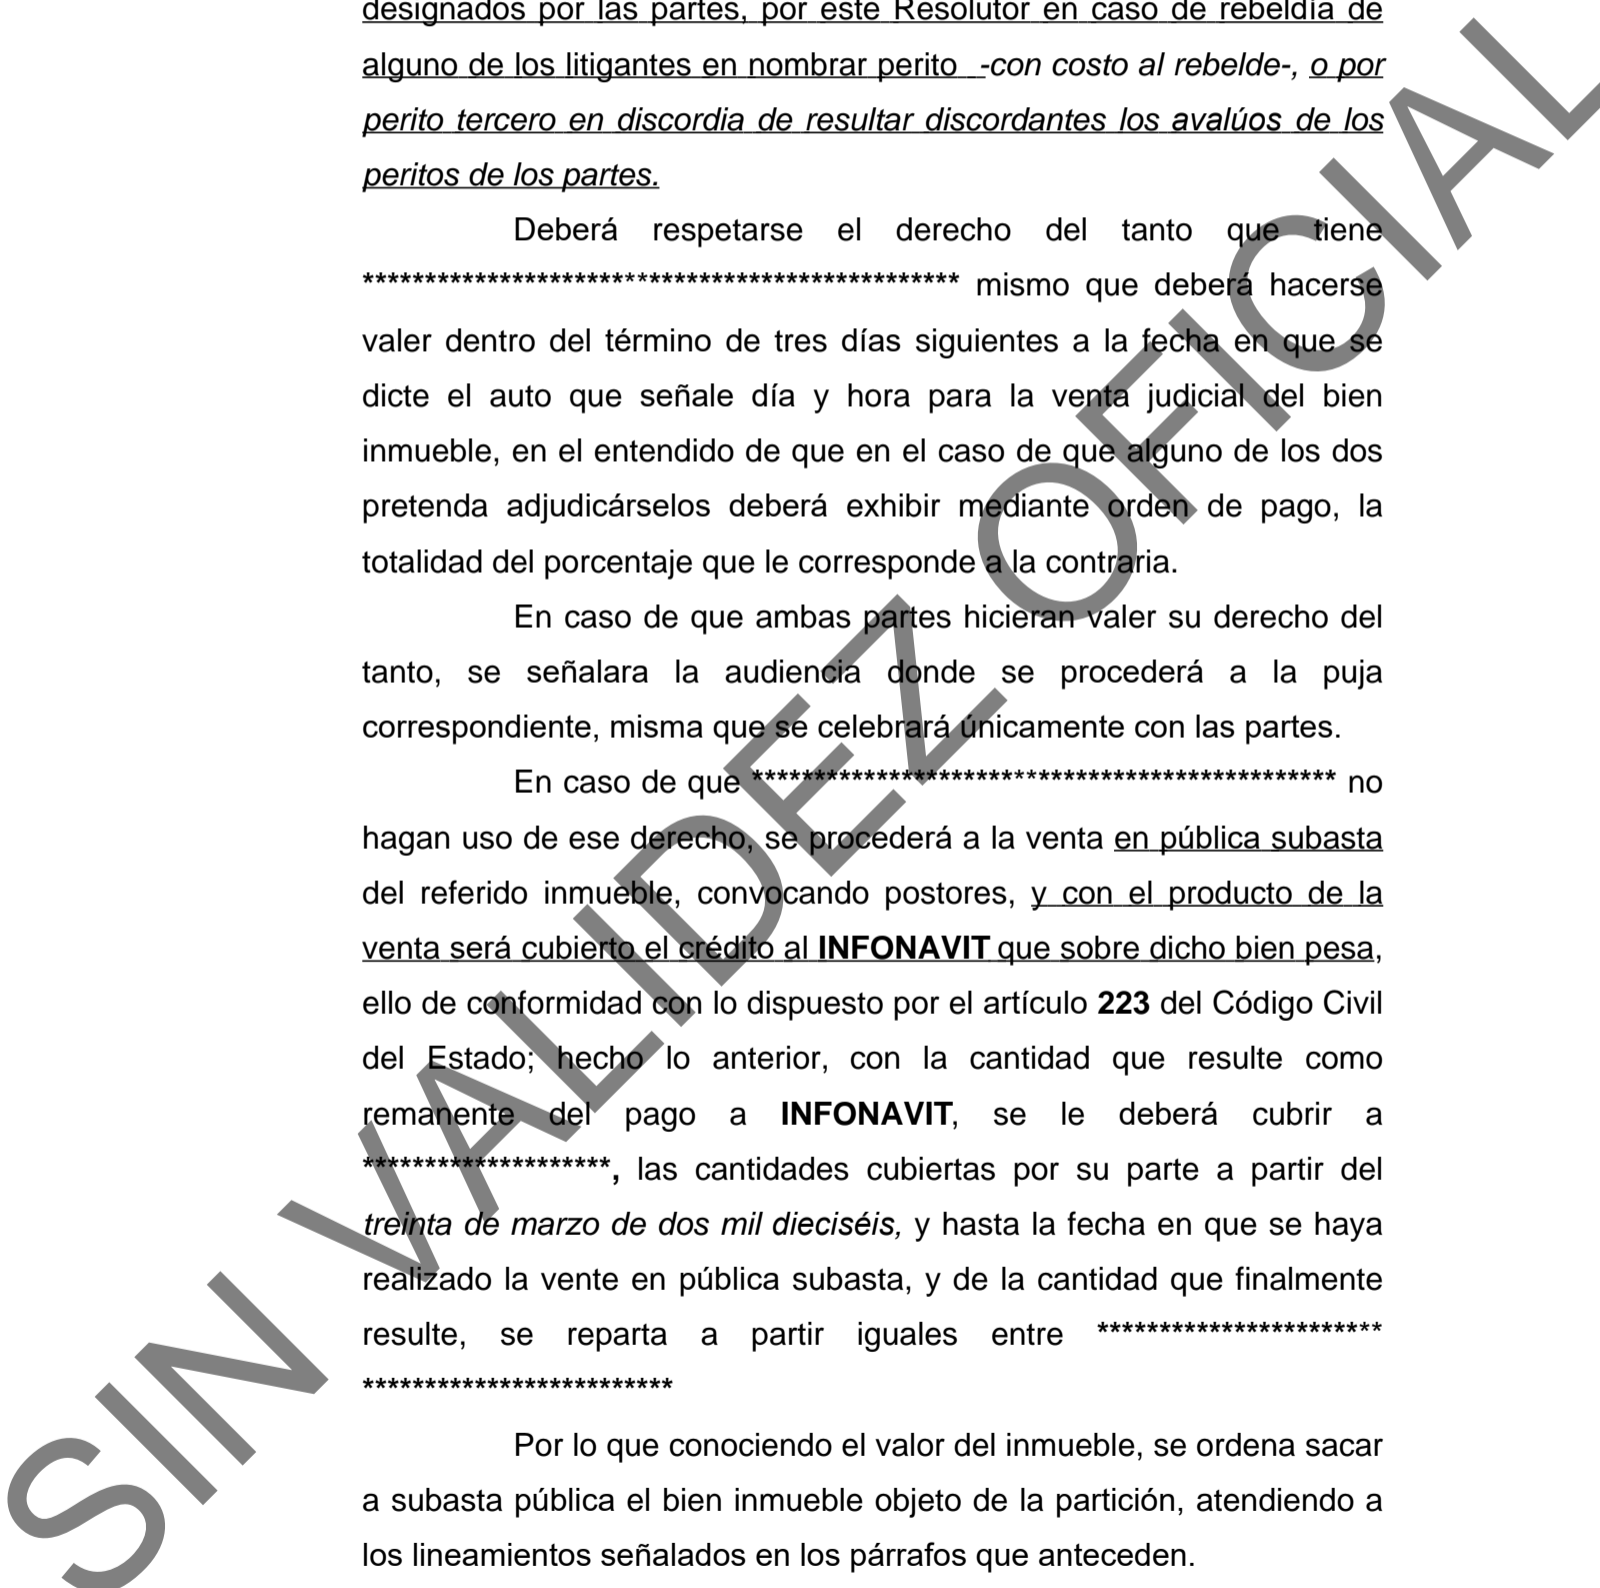 designados por las partes, por este Resolutor en caso de rebeldía de
alguno de los litigantes en nombrar perito -con costo al rebelde-, o por
perito tercero en discordia de resultar discordantes los avalúos de los
peritos de los partes.
Deberá respetarse el derecho del tanto que tiene
************************************************ mismo que deberá hacerse
valer dentro del término de tres días siguientes a la fecha en que se
dicte el auto que señale día y hora para la venta judicial del bien
inmueble, en el entendido de que en el caso de que alguno de los dos
pretenda adjudicárselos deberá exhibir mediante orden de pago, la
totalidad del porcentaje que le corresponde a la contraria.
En caso de que ambas partes hicieran valer su derecho del
tanto, se señalara la audiencia donde se procederá a la puja
correspondiente, misma que se celebrará únicamente con las partes.
En caso de que *********************************************** no
hagan uso de ese derecho, se procederá a la venta en pública subasta
del referido inmueble, convocando postores, y con el producto de la
venta será cubierto el crédito al INFONAVIT que sobre dicho bien pesa,
ello de conformidad con lo dispuesto por el artículo 223 del Código Civil
del Estado; hecho lo anterior, con la cantidad que resulte como
remanente del pago a INFONAVIT, se le deberá cubrir a
********************, las cantidades cubiertas por su parte a partir del
treinta de marzo de dos mil dieciséis, y hasta la fecha en que se haya
realizado la vente en pública subasta, y de la cantidad que finalmente
resulte, se reparta a partir iguales entre ***********************
*************************
Por lo que conociendo el valor del inmueble, se ordena sacar
a subasta pública el bien inmueble objeto de la partición, atendiendo a
los lineamientos señalados en los párrafos que anteceden.
SIN VALIDEZ OFICIAL